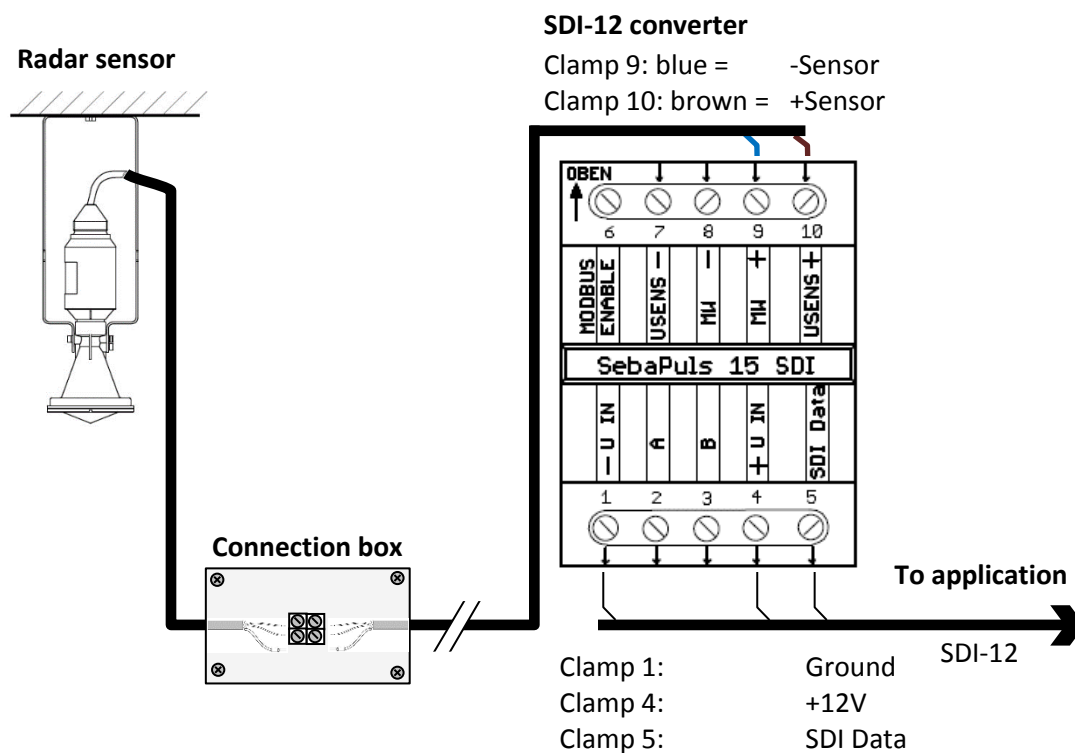 SDI-12 converter
Radar sensor
Clamp 9: blue = -Sensor
Clamp 10: brown = +Sensor
OBEN
6 7 8 9 10
MODBUS ENABLE
USENS -
MW -
MW +
USENS +
SebaPuls 15 SDI
- U IN
A
B
+ U IN
SDI Data
1 2 3 4 5
Connection box
To application
SDI-12
Clamp 1: Ground
Clamp 4: +12V
Clamp 5: SDI Data